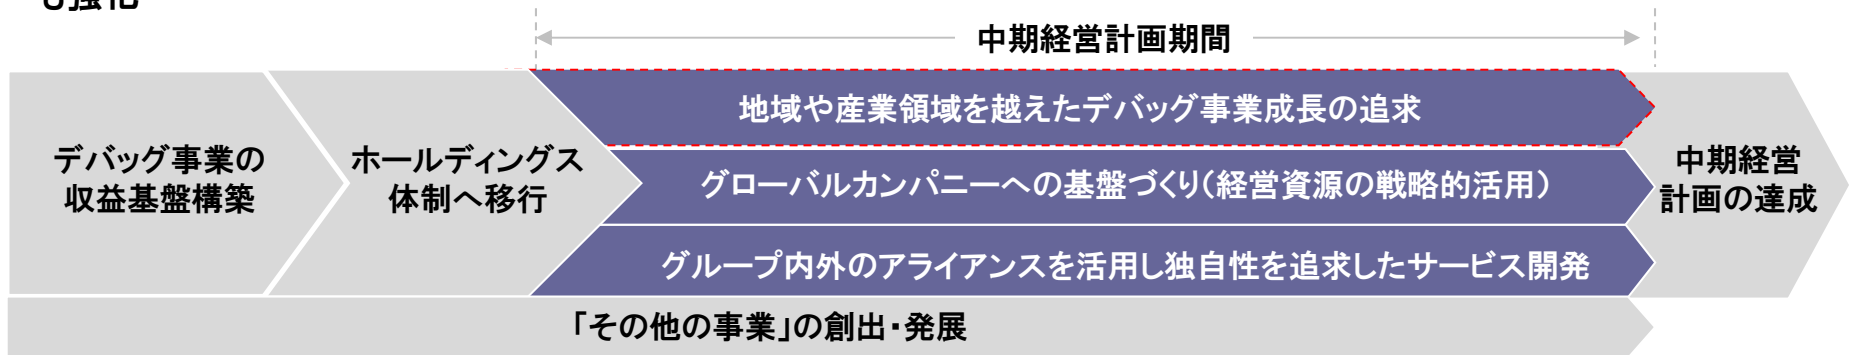 も強化
中期経営計画期間
デバッグ事業の
収益基盤構築
ホールディングス
体制へ移行
地域や産業領域を越えたデバッグ事業成長の追求
グローバルカンパニーへの基盤づくり(経営資源の戦略的活用)
グループ内外のアライアンスを活用し独自性を追求したサービス開発
中期経営
計画の達成
「その他の事業」の創出・発展